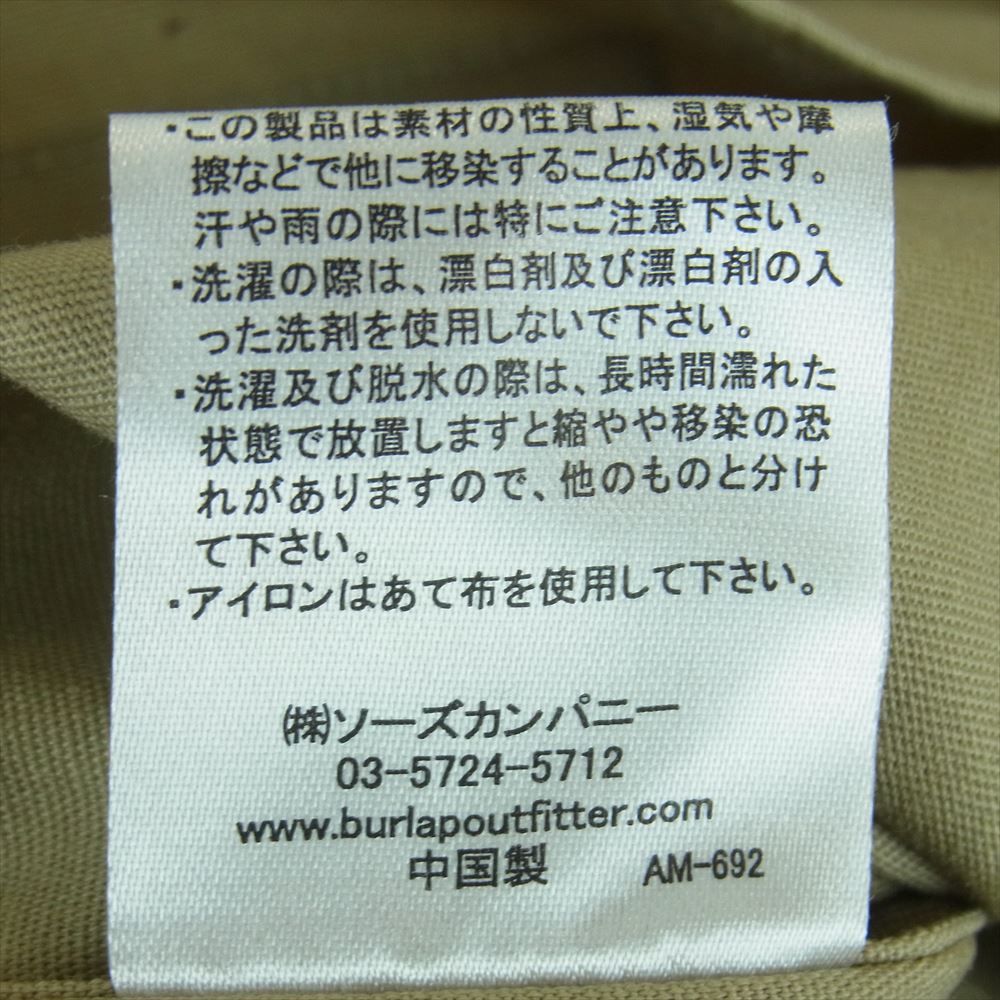 ・この製品は素材の性質上、湿気や摩
擦などで他に移染することがあります。
汗や雨の際には特にご注意下さい。
・洗濯の際は、漂白剤及び漂白剤の入
った洗剤を使用しないで下さい。
・洗濯及び脱水の際は、長時間濡れた
状態で放置しますと縮やや移染の恐
れがありますので、他のものと分け
て下さい。
・アイロンはあて布を使用して下さい。
㈱ソーズカンパニー
03-5724-5712
www.burlapoutfitter.com
中国製 AM-692